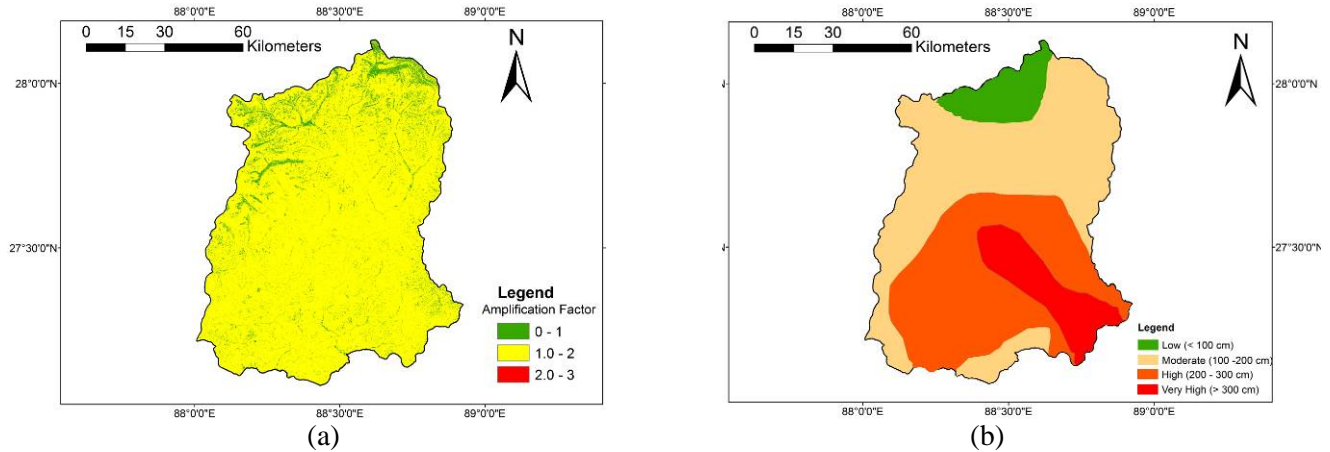 88°0'0"E 88°30'0"E 89°0'0"E
0 15 30 60
Kilometers
N
28°0'0"N
27°30'0"N
Legend
Amplification Factor
0 - 1
1.0 - 2
2.0 - 3
88°0'0"E 88°30'0"E 89°0'0"E
(a)
88°0'0"E 88°30'0"E 89°0'0"E
0 15 30 60
Kilometers
N
28°0'0"N
27°30'0"N
Legend
Low (< 100 cm)
Moderate (100 -200 cm)
High (200 - 300 cm)
Very High (> 300 cm)
88°0'0"E 88°30'0"E 89°0'0"E
(b)